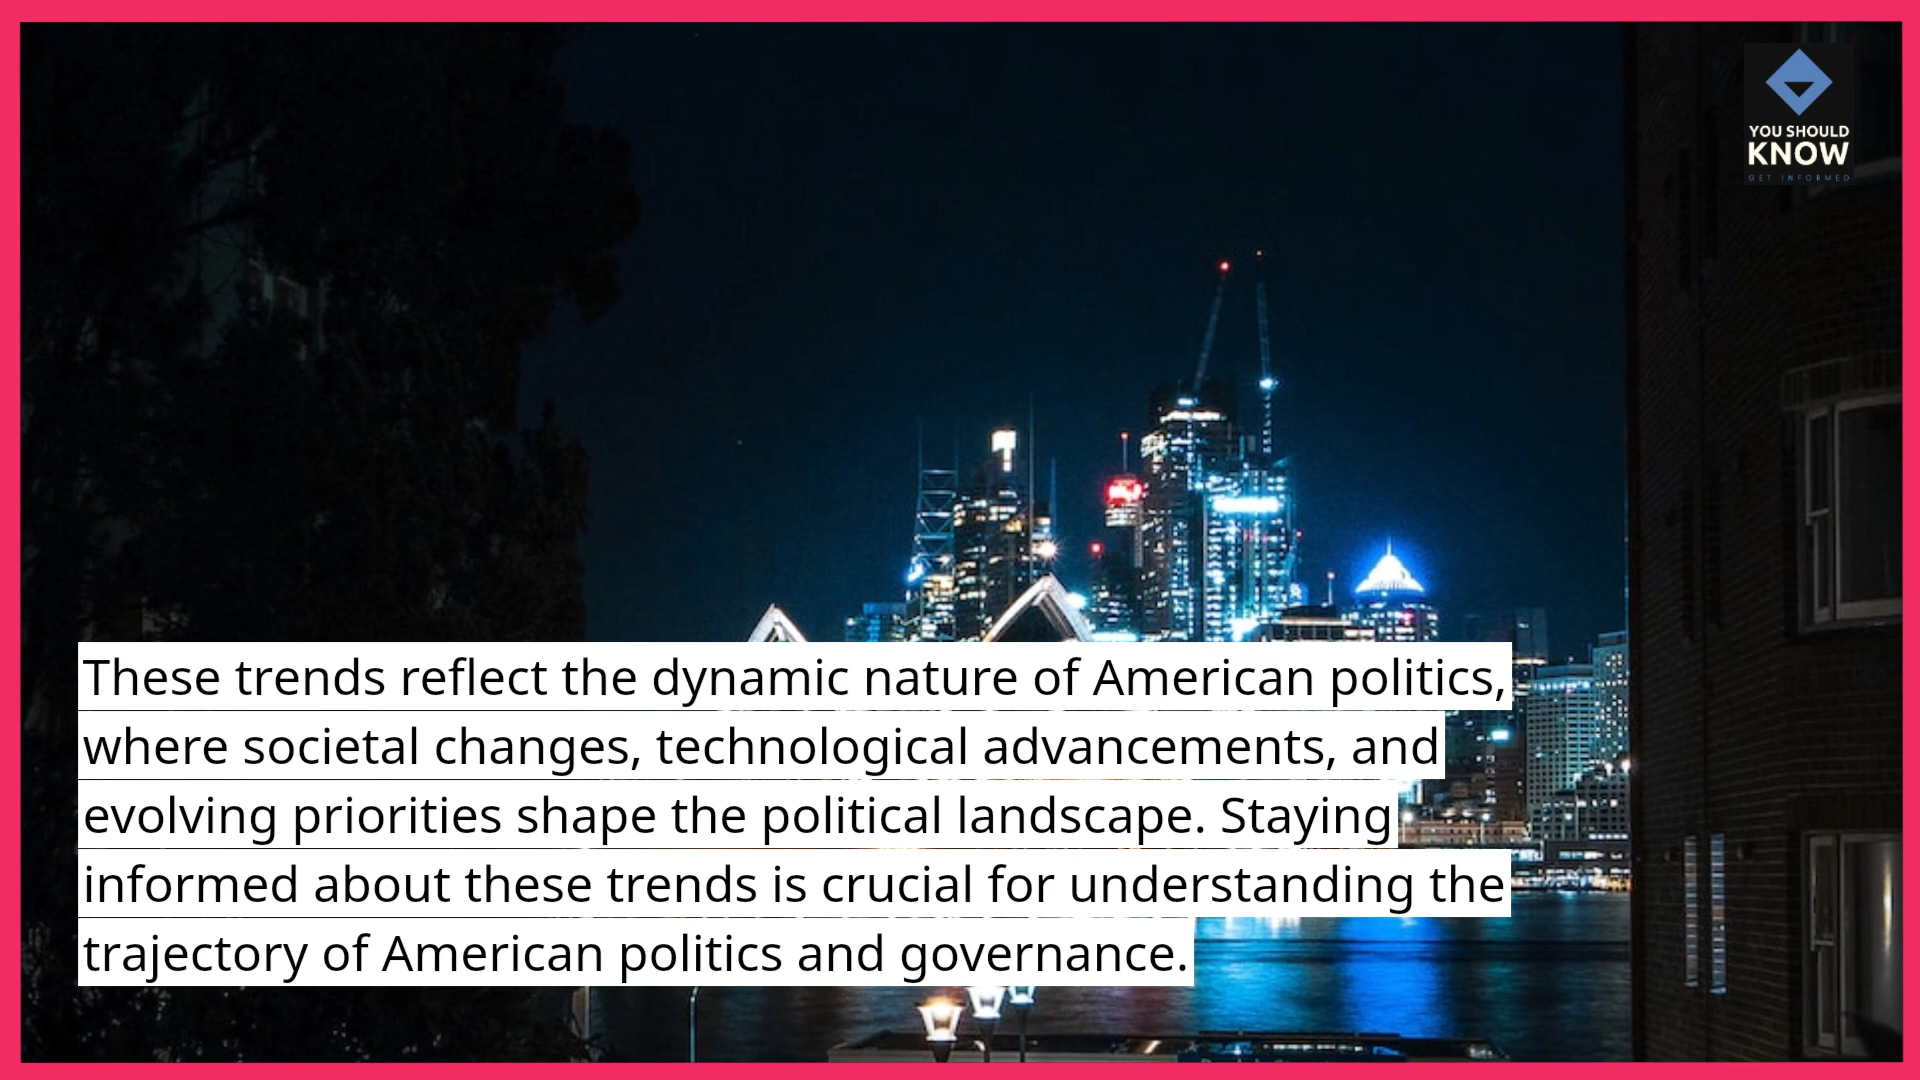 YOU SHOULD
KNOW
GET INFORMED
These trends reflect the dynamic nature of American politics,
where societal changes, technological advancements, and
evolving priorities shape the political landscape. Staying
informed about these trends is crucial for understanding the
trajectory of American politics and governance.